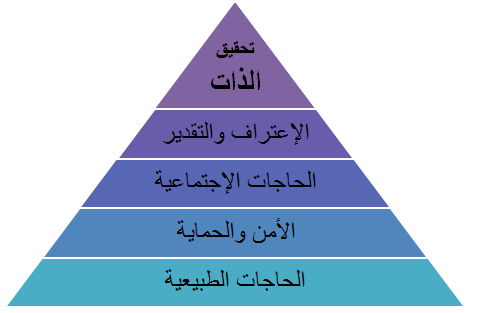 تحقيق
الذات
الإعتراف والتقدير
الحاجات الإجتماعية
الأمن والحماية
الحاجات الطبيعية